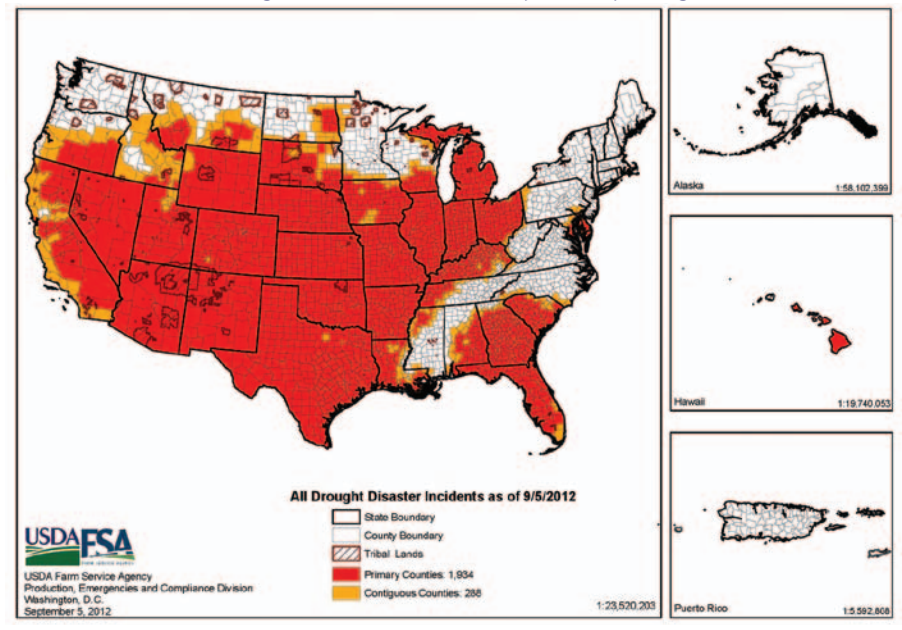 Alaska
1:58,102,399
Hawaii
1:19,740,053
Puerto Rico
1:5,592,808
All Drought Disaster Incidents as of 9/5/2012
State Boundary
County Boundary
Tribal Lands
Primary Counties: 1,934
Contiguous Counties: 288
1:23,520,203
USDA FSA
USDA Farm Service Agency
Production, Emergencies and Compliance Division
Washington, D.C.
September 5, 2012